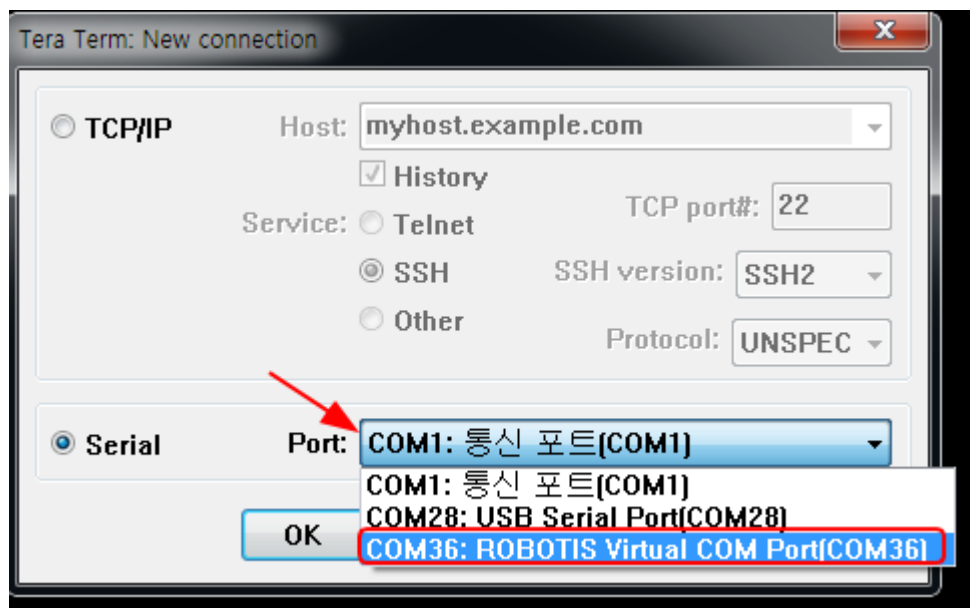 Tera Term: New connection
x
TCP/IP
Host: myhost.example.com
History
Service: Telnet
TCP port#: 22
SSH
SSH version: SSH2
Other
Protocol: UNSPEC
Serial
Port: COM1: 통신 포트(COM1)
COM1: 통신 포트(COM1)
COM28: USB Serial Port(COM28)
COM36: ROBOTIS Virtual COM Port(COM36)
OK